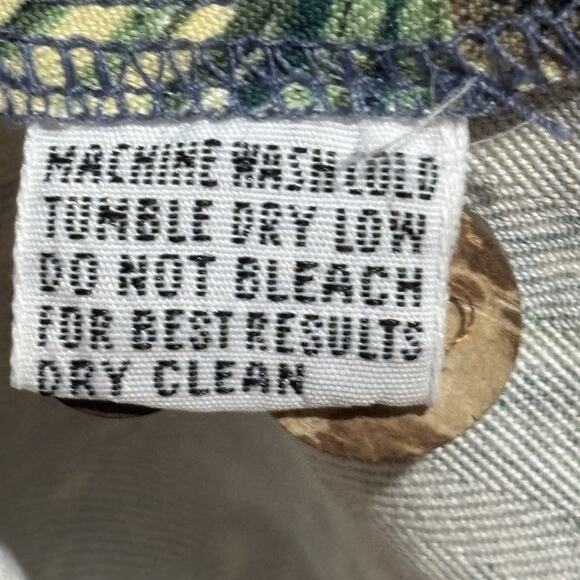 MACHINE WASH COLD
TUMBLE DRY LOW
DO NOT BLEACH
FOR BEST RESULTS
DRY CLEAN